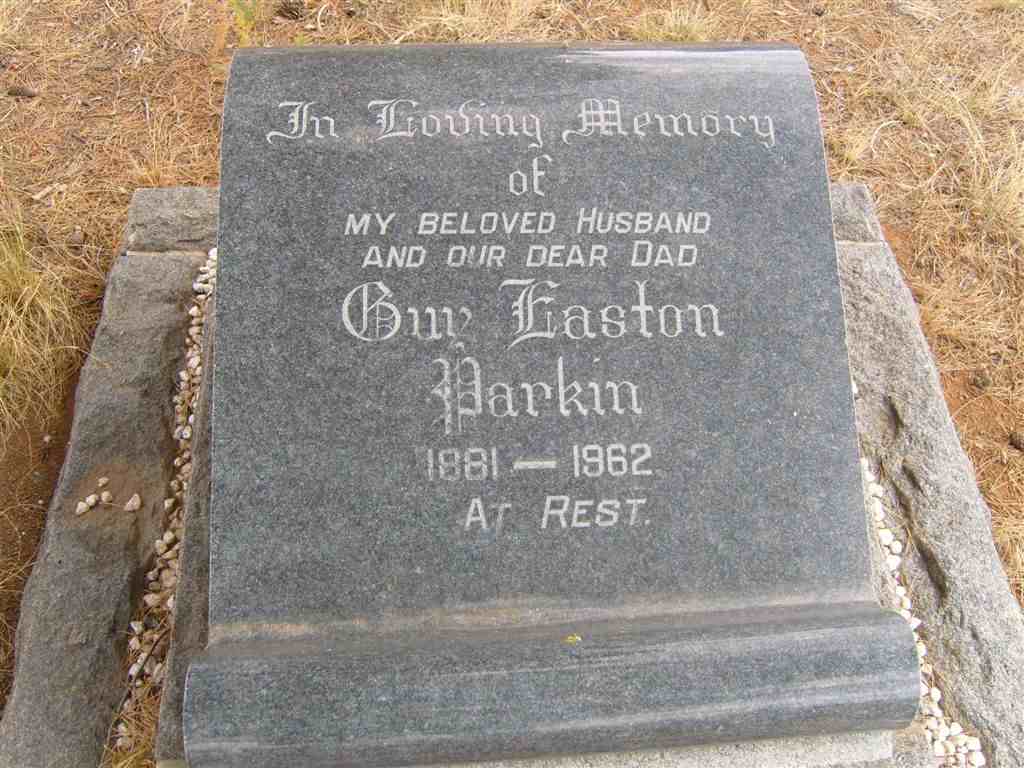 In Loving Memory
of
MY BELOVED HUSBAND
AND OUR DEAR DAD
Guy Easton
Parkin
1881 — 1962
AT REST.